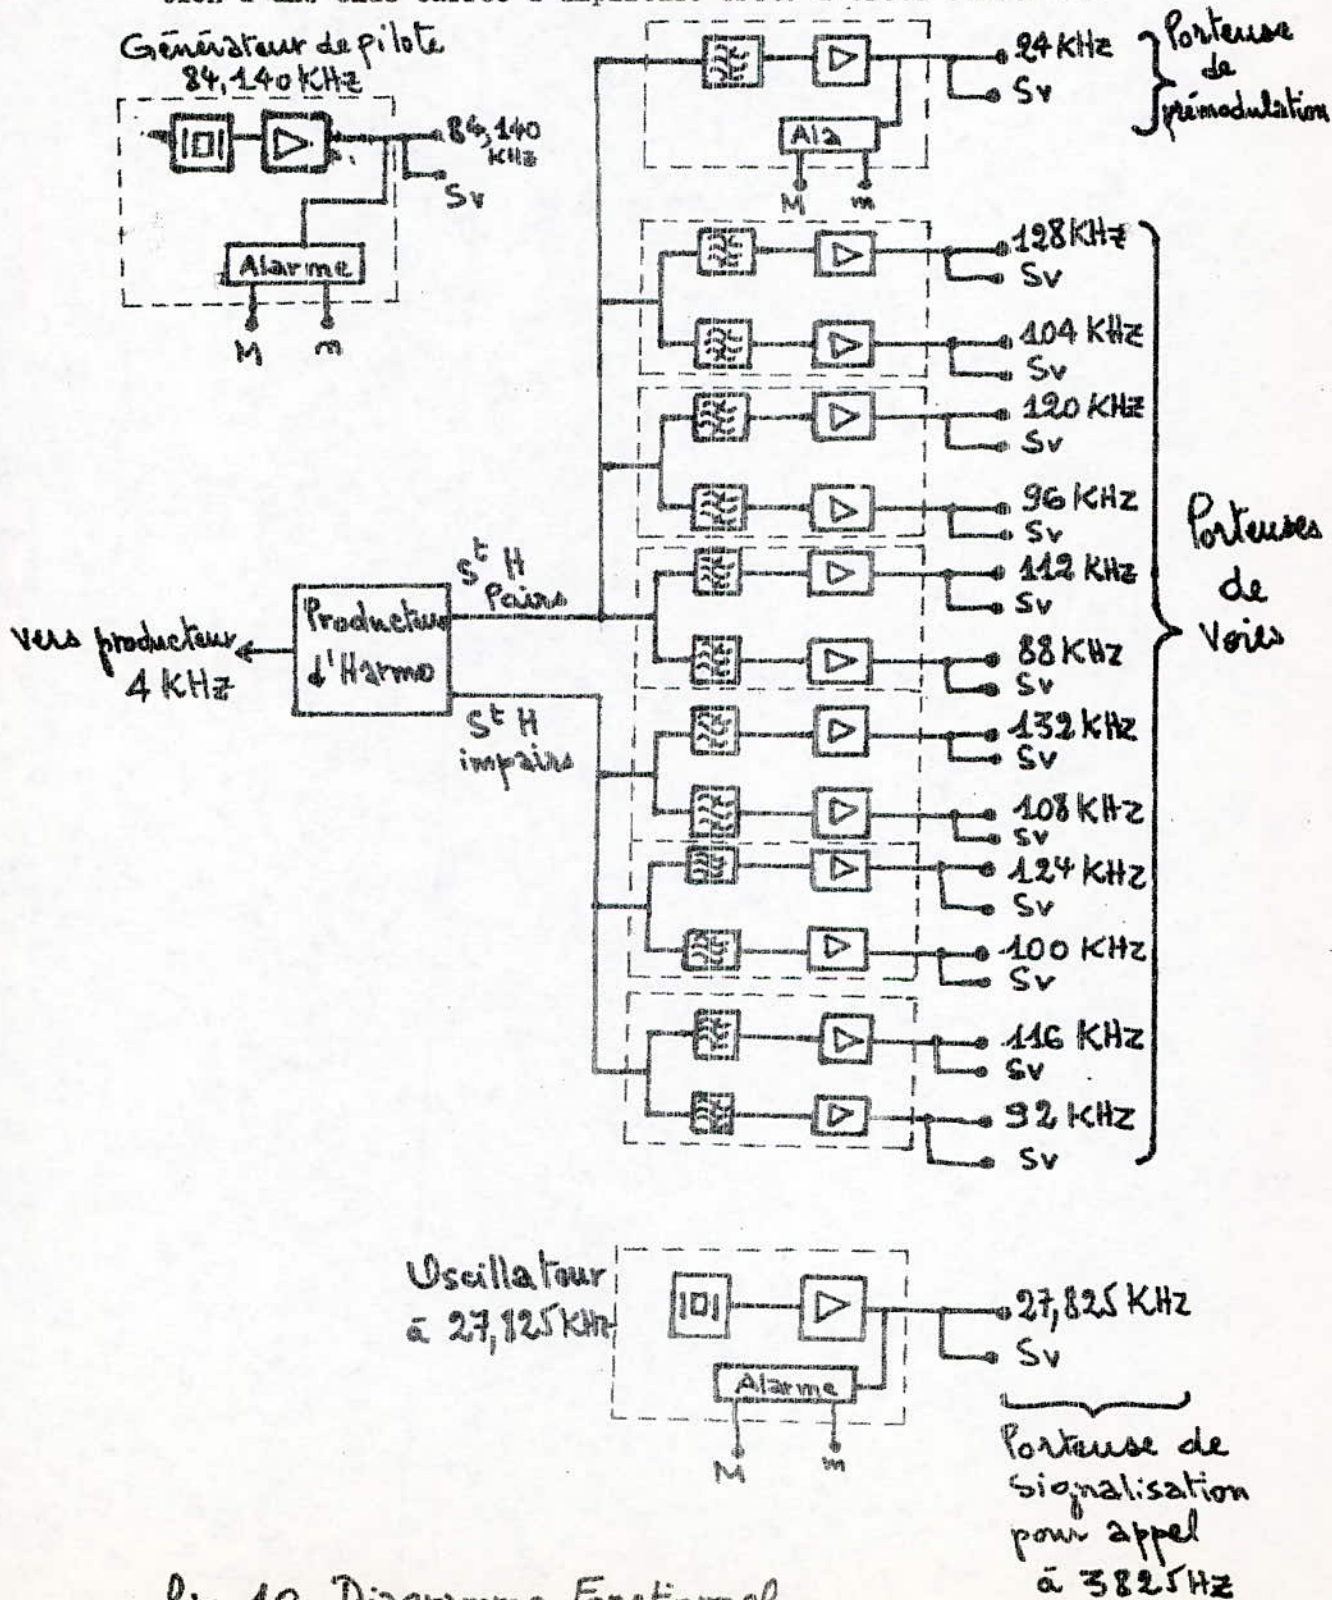 Générateur de pilote
84,140 KHz
84,140
KHz
Sv
Alarme
M m
24 KHz
Sv
Porteuse
de
prémodulation
Ala
M m
128 KHz
Sv
104 KHz
Sv
120 KHz
Sv
96 KHz
Sv
112 KHz
Sv
88 KHz
Sv
132 KHz
Sv
108 KHz
Sv
124 KHz
Sv
100 KHz
Sv
116 KHz
Sv
92 KHz
Sv
Porteuses
de
Voies
St H
Pairs
Producteur
d'Harmo
vers producteur
4 KHz
St H
impairs
Oscillateur
à 27,825 KHz
27,825 KHz
Sv
Alarme
M m
Porteuse de
Signalisation
pour appel
à 3825 Hz
10 Diagramme Fonctionnel